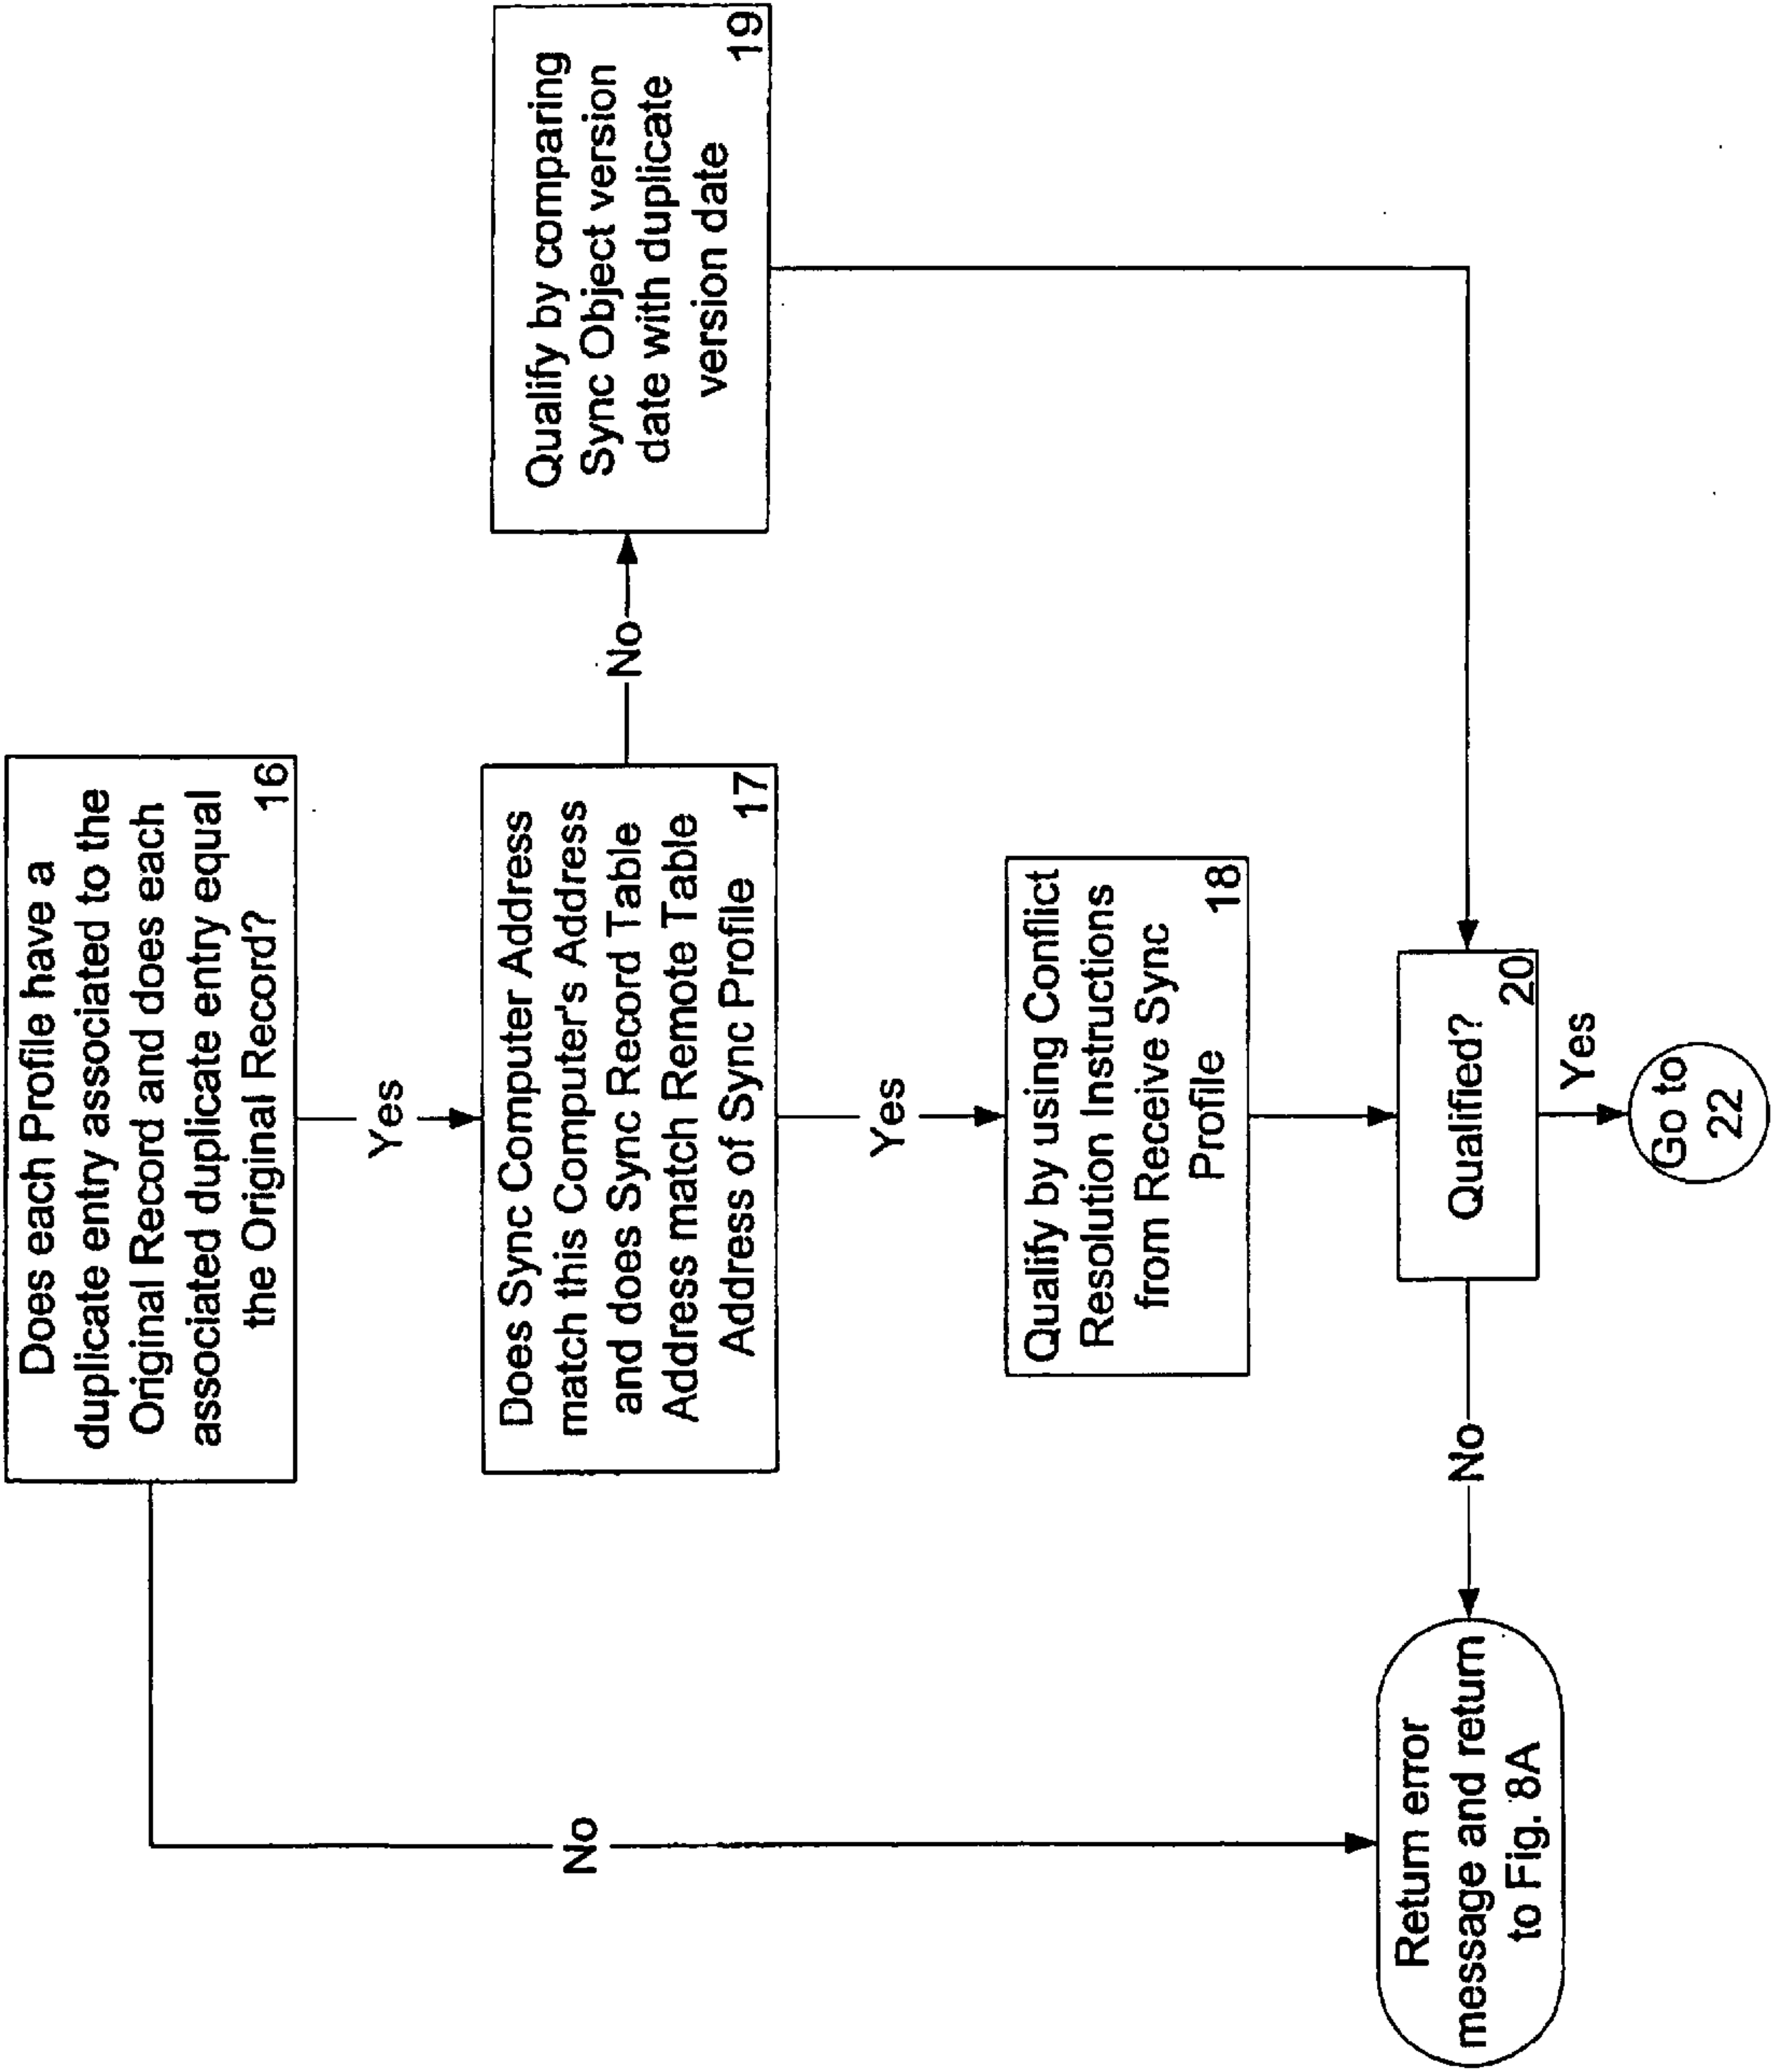 Does each Profile have a
duplicate entry associated to the
Original Record and does each
associated duplicate entry equal
the Original Record?
16
No
Yes
Does Sync Computer Address
match this Computer's Address
and does Sync Record Table
Address match Remote Table
Address of Sync Profile
17
No
Qualify by comparing
Sync Object version
date with duplicate
version date
19
Yes
Qualify by using Conflict
Resolution Instructions
from Receive Sync
Profile
18
Qualified?
20
No
Return error
message and return
to Fig. 8A
Yes
Go to
22